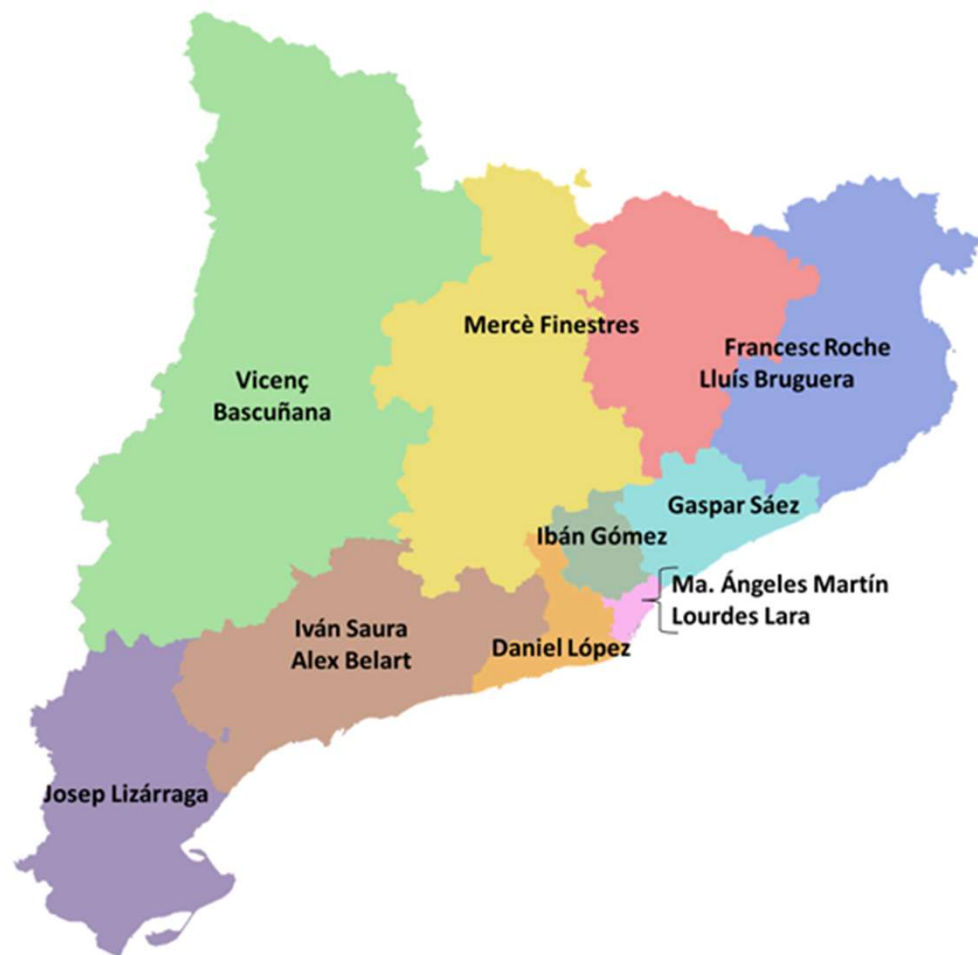 Mercè Finestres
Francesc Roche
Lluís Bruguera
Vicenç
Bascuñana
Gaspar Sáez
Ibán Gómez
Ma. Ángeles Martín
Lourdes Lara
Iván Saura
Alex Belart
Daniel López
Josep Lizárraga